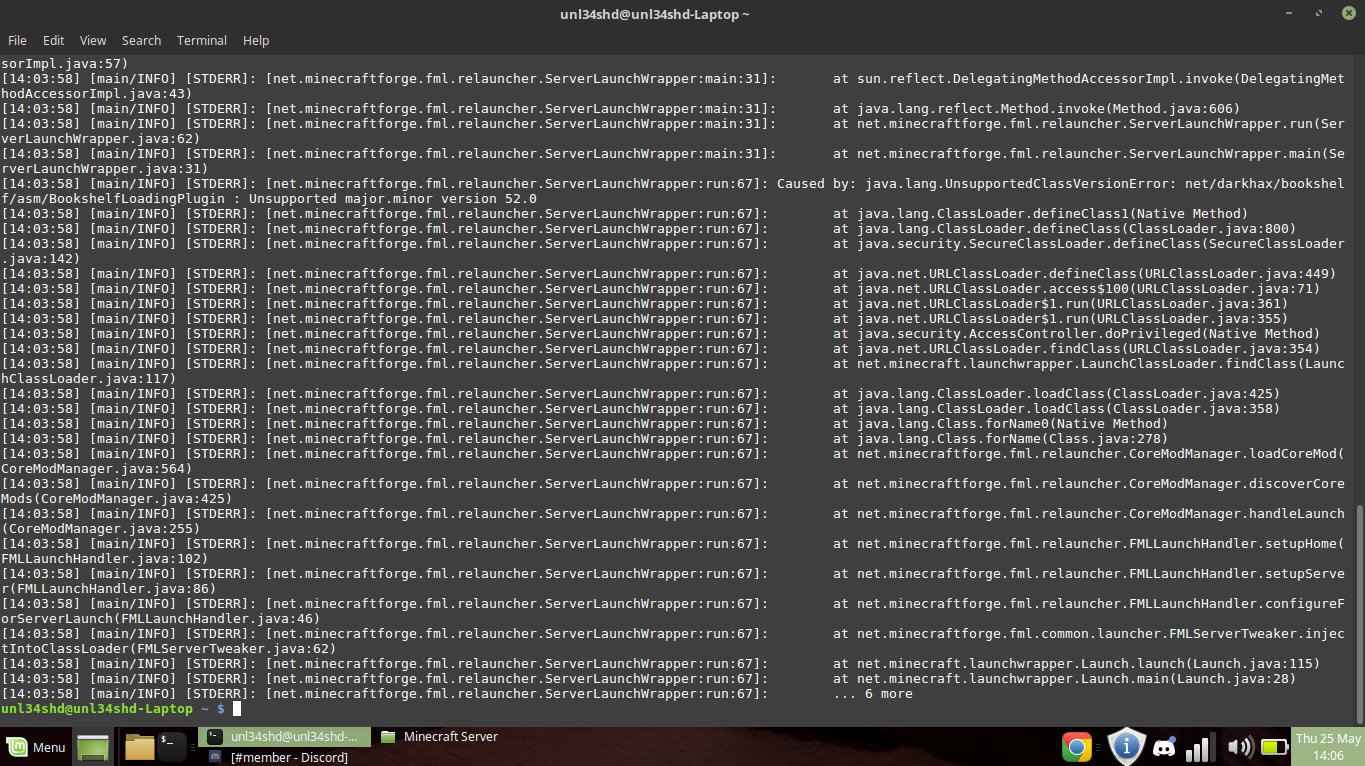 unl34shd@unl34shd-Laptop ~
File Edit View Search Terminal Help
sorImpl.java:57)
[14:03:58] [main/INFO] [STDERR]: [net.minecraftforge.fml.relauncher.ServerLaunchWrapper:main:31]: at sun.reflect.DelegatingMethodAccessorImpl.invoke(DelegatingMet
hodAccessorImpl.java:43)
[14:03:58] [main/INFO] [STDERR]: [net.minecraftforge.fml.relauncher.ServerLaunchWrapper:main:31]: at java.lang.reflect.Method.invoke(Method.java:606)
[14:03:58] [main/INFO] [STDERR]: [net.minecraftforge.fml.relauncher.ServerLaunchWrapper:main:31]: at net.minecraftforge.fml.relauncher.ServerLaunchWrapper.run(Ser
verLaunchWrapper.java:62)
[14:03:58] [main/INFO] [STDERR]: [net.minecraftforge.fml.relauncher.ServerLaunchWrapper:main:31]: at net.minecraftforge.fml.relauncher.ServerLaunchWrapper.main(Se
rverLaunchWrapper.java:31)
[14:03:58] [main/INFO] [STDERR]: [net.minecraftforge.fml.relauncher.ServerLaunchWrapper:run:67]: Caused by: java.lang.UnsupportedClassVersionError: net/darkhax/bookshel
f/asm/BookshelfLoadingPlugin : Unsupported major.minor version 52.0
[14:03:58] [main/INFO] [STDERR]: [net.minecraftforge.fml.relauncher.ServerLaunchWrapper:run:67]: at java.lang.ClassLoader.defineClass1(Native Method)
[14:03:58] [main/INFO] [STDERR]: [net.minecraftforge.fml.relauncher.ServerLaunchWrapper:run:67]: at java.lang.ClassLoader.defineClass(ClassLoader.java:800)
[14:03:58] [main/INFO] [STDERR]: [net.minecraftforge.fml.relauncher.ServerLaunchWrapper:run:67]: at java.security.SecureClassLoader.defineClass(SecureClassLoader
.java:142)
[14:03:58] [main/INFO] [STDERR]: [net.minecraftforge.fml.relauncher.ServerLaunchWrapper:run:67]: at java.net.URLClassLoader.defineClass(URLClassLoader.java:449)
[14:03:58] [main/INFO] [STDERR]: [net.minecraftforge.fml.relauncher.ServerLaunchWrapper:run:67]: at java.net.URLClassLoader.access$100(URLClassLoader.java:71)
[14:03:58] [main/INFO] [STDERR]: [net.minecraftforge.fml.relauncher.ServerLaunchWrapper:run:67]: at java.net.URLClassLoader$1.run(URLClassLoader.java:361)
[14:03:58] [main/INFO] [STDERR]: [net.minecraftforge.fml.relauncher.ServerLaunchWrapper:run:67]: at java.net.URLClassLoader$1.run(URLClassLoader.java:355)
[14:03:58] [main/INFO] [STDERR]: [net.minecraftforge.fml.relauncher.ServerLaunchWrapper:run:67]: at java.security.AccessController.doPrivileged(Native Method)
[14:03:58] [main/INFO] [STDERR]: [net.minecraftforge.fml.relauncher.ServerLaunchWrapper:run:67]: at java.net.URLClassLoader.findClass(URLClassLoader.java:354)
[14:03:58] [main/INFO] [STDERR]: [net.minecraftforge.fml.relauncher.ServerLaunchWrapper:run:67]: at net.minecraft.launchwrapper.LaunchClassLoader.findClass(Launc
hClassLoader.java:117)
[14:03:58] [main/INFO] [STDERR]: [net.minecraftforge.fml.relauncher.ServerLaunchWrapper:run:67]: at java.lang.ClassLoader.loadClass(ClassLoader.java:425)
[14:03:58] [main/INFO] [STDERR]: [net.minecraftforge.fml.relauncher.ServerLaunchWrapper:run:67]: at java.lang.ClassLoader.loadClass(ClassLoader.java:358)
[14:03:58] [main/INFO] [STDERR]: [net.minecraftforge.fml.relauncher.ServerLaunchWrapper:run:67]: at java.lang.Class.forName0(Native Method)
[14:03:58] [main/INFO] [STDERR]: [net.minecraftforge.fml.relauncher.ServerLaunchWrapper:run:67]: at java.lang.Class.forName(Class.java:278)
[14:03:58] [main/INFO] [STDERR]: [net.minecraftforge.fml.relauncher.ServerLaunchWrapper:run:67]: at net.minecraftforge.fml.relauncher.CoreModManager.loadCoreMod(
CoreModManager.java:564)
[14:03:58] [main/INFO] [STDERR]: [net.minecraftforge.fml.relauncher.ServerLaunchWrapper:run:67]: at net.minecraftforge.fml.relauncher.CoreModManager.discoverCore
Mods(CoreModManager.java:425)
[14:03:58] [main/INFO] [STDERR]: [net.minecraftforge.fml.relauncher.ServerLaunchWrapper:run:67]: at net.minecraftforge.fml.relauncher.CoreModManager.handleLaunch
(CoreModManager.java:255)
[14:03:58] [main/INFO] [STDERR]: [net.minecraftforge.fml.relauncher.ServerLaunchWrapper:run:67]: at net.minecraftforge.fml.relauncher.FMLLaunchHandler.setupHome(
FMLLaunchHandler.java:102)
[14:03:58] [main/INFO] [STDERR]: [net.minecraftforge.fml.relauncher.ServerLaunchWrapper:run:67]: at net.minecraftforge.fml.relauncher.FMLLaunchHandler.setupServe
r(FMLLaunchHandler.java:86)
[14:03:58] [main/INFO] [STDERR]: [net.minecraftforge.fml.relauncher.ServerLaunchWrapper:run:67]: at net.minecraftforge.fml.relauncher.FMLLaunchHandler.configureF
orServerLaunch(FMLLaunchHandler.java:46)
[14:03:58] [main/INFO] [STDERR]: [net.minecraftforge.fml.relauncher.ServerLaunchWrapper:run:67]: at net.minecraftforge.fml.common.launcher.FMLServerTweaker.injec
tIntoClassLoader(FMLServerTweaker.java:62)
[14:03:58] [main/INFO] [STDERR]: [net.minecraftforge.fml.relauncher.ServerLaunchWrapper:run:67]: at net.minecraft.launchwrapper.Launch.launch(Launch.java:115)
[14:03:58] [main/INFO] [STDERR]: [net.minecraftforge.fml.relauncher.ServerLaunchWrapper:run:67]: at net.minecraft.launchwrapper.Launch.main(Launch.java:28)
[14:03:58] [main/INFO] [STDERR]: [net.minecraftforge.fml.relauncher.ServerLaunchWrapper:run:67]: ... 6 more
unl34shd@unl34shd-Laptop ~ $
Menu
unl34shd@unl34shd-...
Minecraft Server
[#member - Discord]
Thu 25 May
14:06